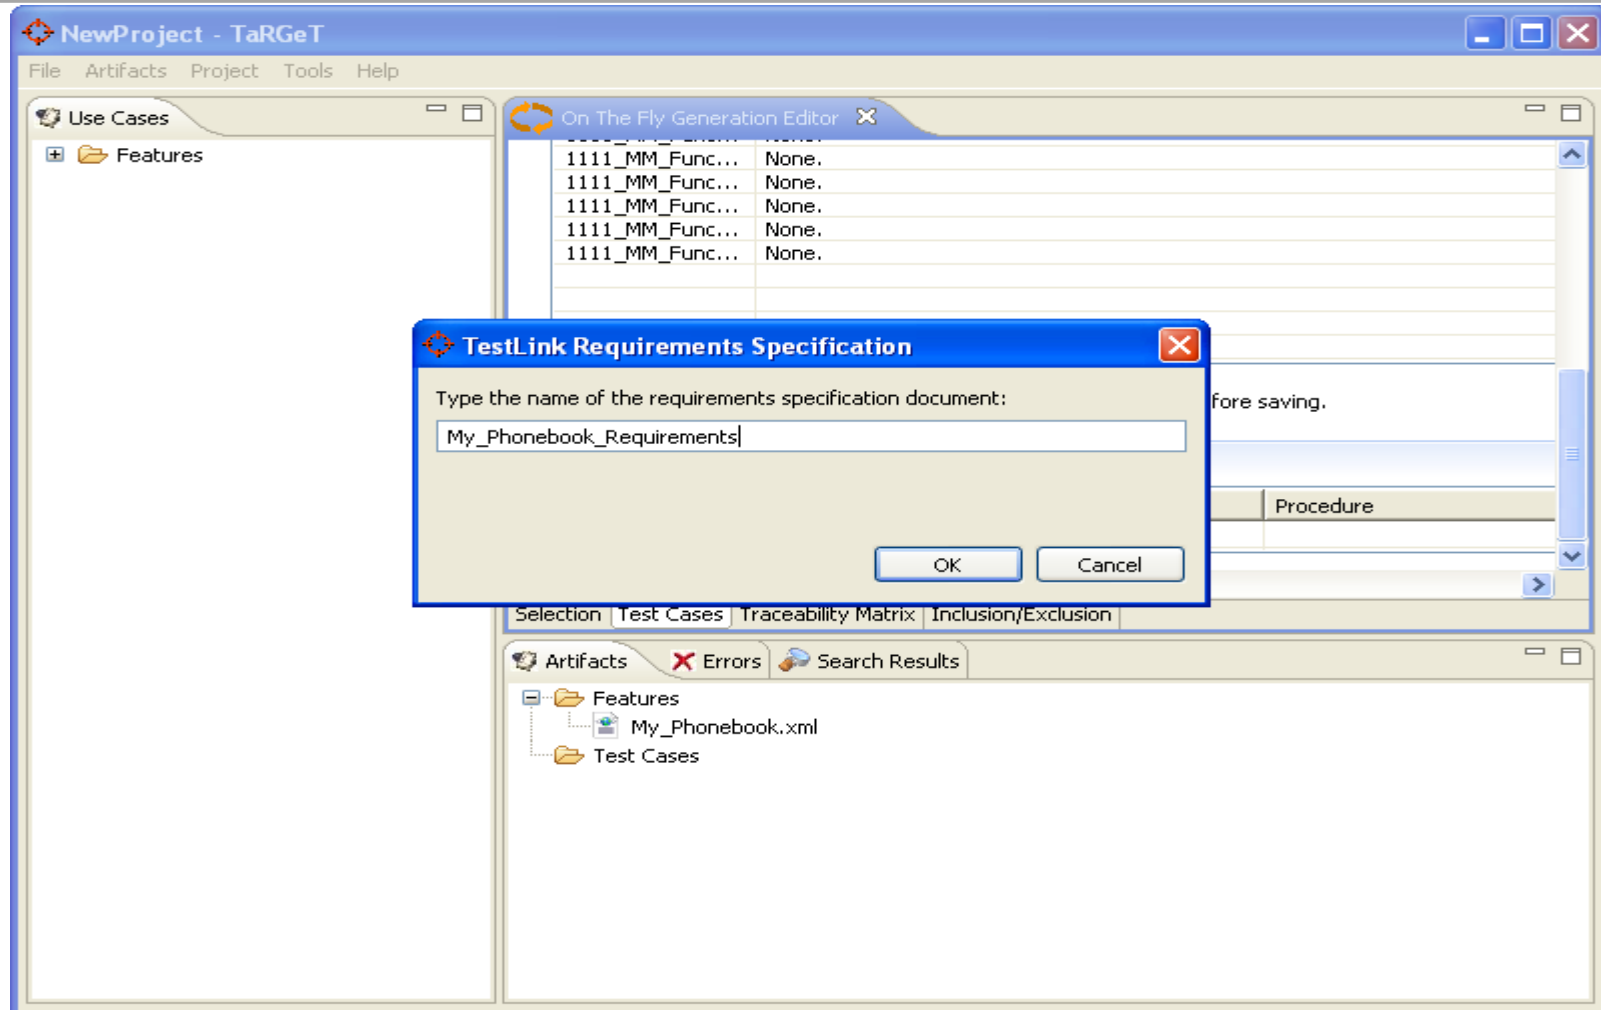 NewProject - TaRGeT
File Artifacts Project Tools Help
Use Cases
Features
On The Fly Generation Editor
1111_MM_Func... None.
1111_MM_Func... None.
1111_MM_Func... None.
1111_MM_Func... None.
1111_MM_Func... None.
TestLink Requirements Specification
Type the name of the requirements specification document:
fore saving.
My_Phonebook_Requirements
Procedure
OK Cancel
Selection Test Cases Traceability Matrix Inclusion/Exclusion
Artifacts Errors Search Results
Features
My_Phonebook.xml
Test Cases